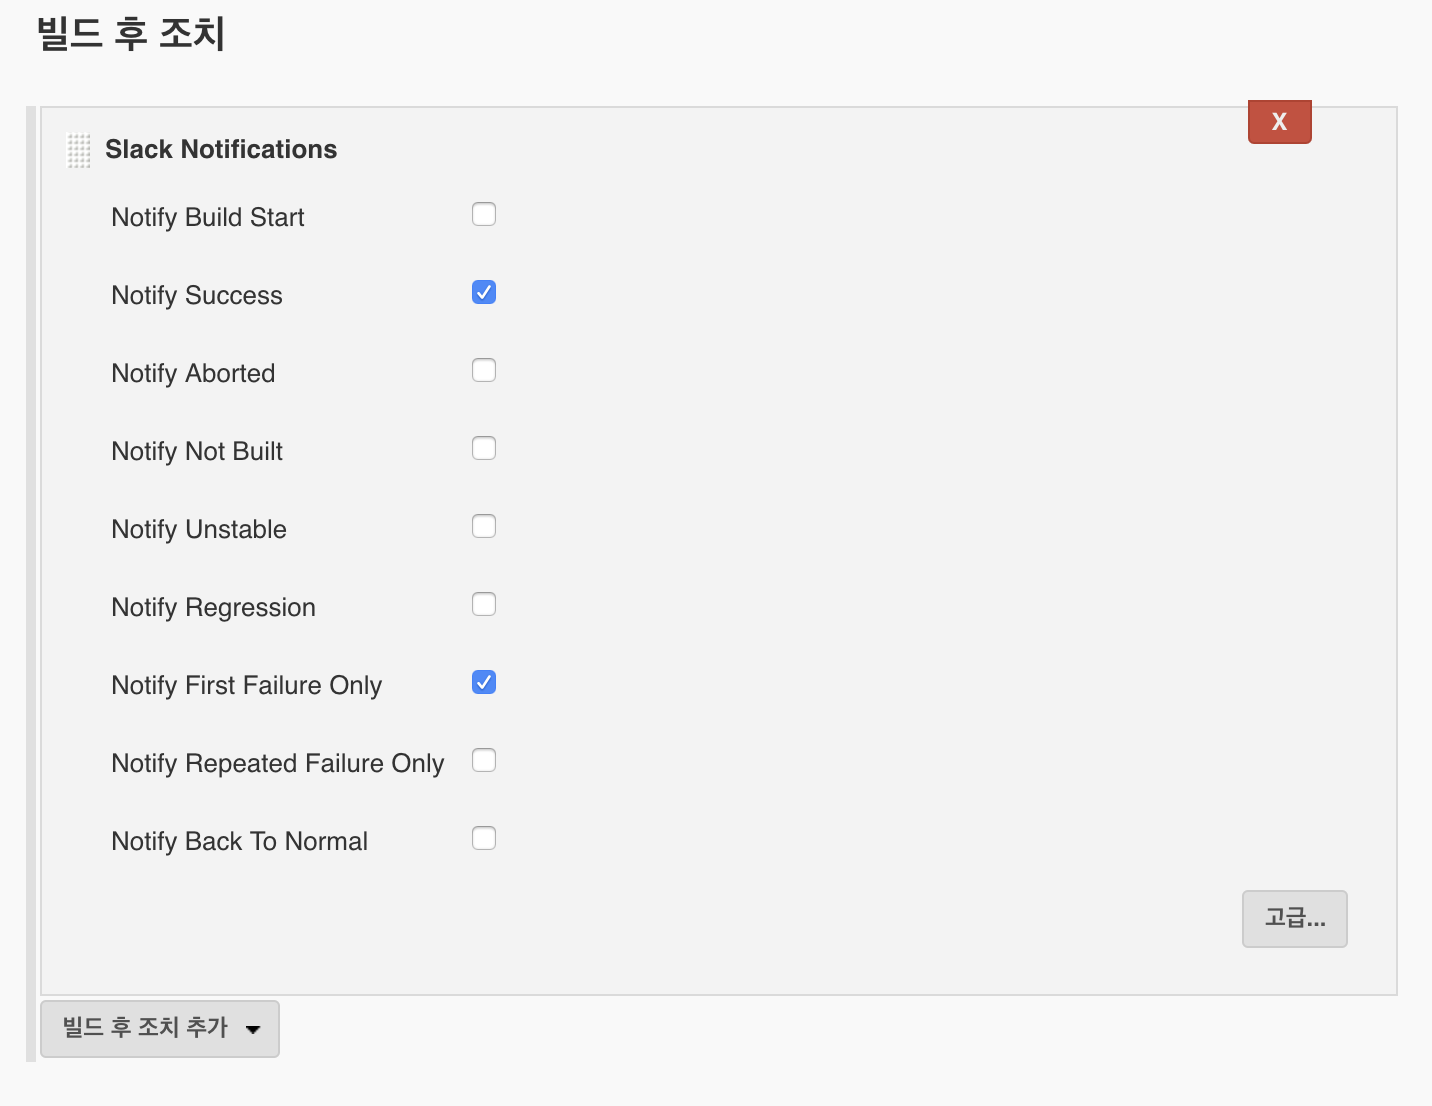 빌드 후 조치
X
Slack Notifications
Notify Build Start
Notify Success
Notify Aborted
Notify Not Built
Notify Unstable
Notify Regression
Notify First Failure Only
Notify Repeated Failure Only
Notify Back To Normal
고급...
빌드 후 조치 추가